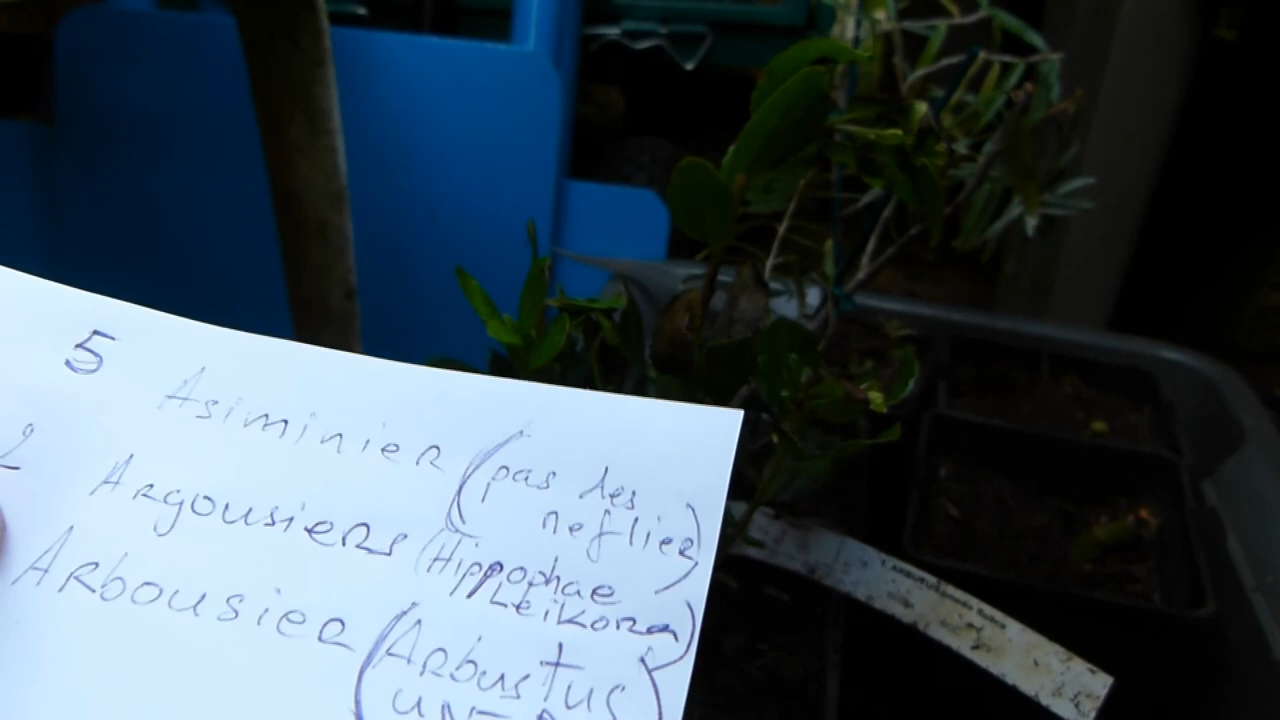 5 Asiminier (pas des
neflier)
2 Argousiers (Hippophae
Leikora)
Arbousier (Arbustus